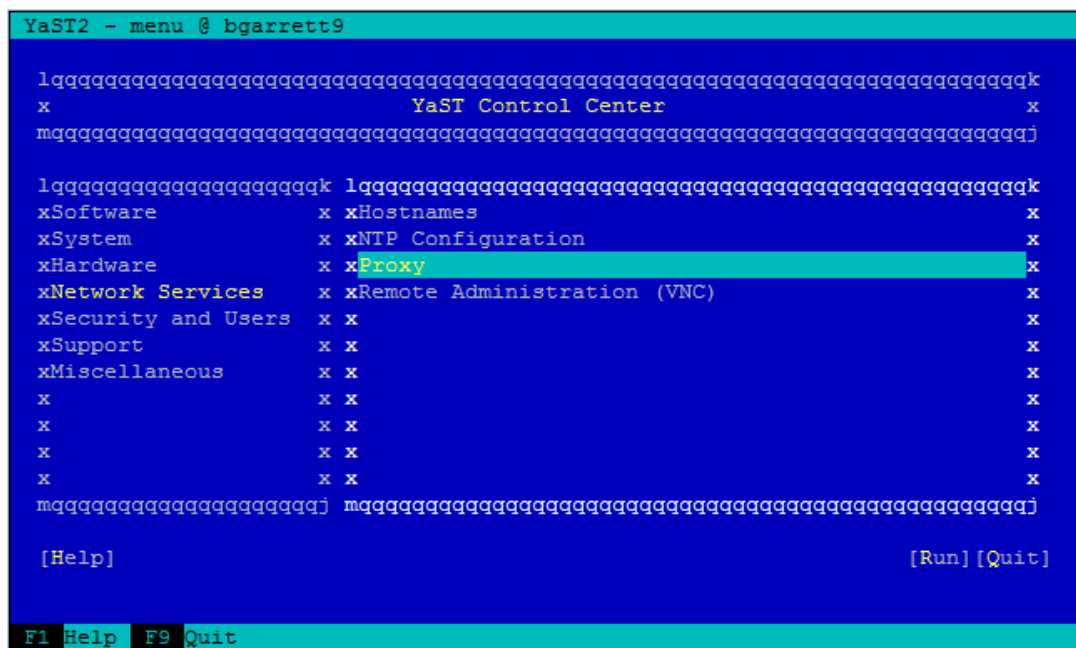 YaST2 - menu @ bgarrett9
lqqqqqqqqqqqqqqqqqqqqqqqqqqqqqqqqqqqqqqqqqqqqqqqqqqqqqqqqqqqqqqqqqqqqqqqqqk
x YaST Control Center x
mqqqqqqqqqqqqqqqqqqqqqqqqqqqqqqqqqqqqqqqqqqqqqqqqqqqqqqqqqqqqqqqqqqqqqqqqqj
lqqqqqqqqqqqqqqqqqqqqk lqqqqqqqqqqqqqqqqqqqqqqqqqqqqqqqqqqqqqqqqqqqqqqqqqqk
xSoftware x xHostnames x
xSystem x xNTP Configuration x
xHardware x xProxy x
xNetwork Services x xRemote Administration (VNC) x
xSecurity and Users x x x
xSupport x x x
xMiscellaneous x x x
x x x x
x x x x
x x x x
x x x x
mqqqqqqqqqqqqqqqqqqqqj mqqqqqqqqqqqqqqqqqqqqqqqqqqqqqqqqqqqqqqqqqqqqqqqqqqj
[Help] [Run][Quit]
F1 Help F9 Quit